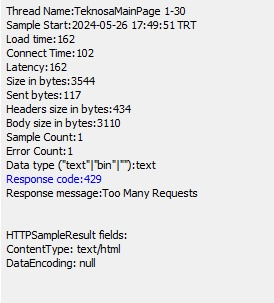 Thread Name:TeknosaMainPage 1-30
Sample Start:2024-05-26 17:49:51 TRT
Load time:162
Connect Time:102
Latency:162
Size in bytes:3544
Sent bytes:117
Headers size in bytes:434
Body size in bytes:3110
Sample Count:1
Error Count:1
Data type ("text"|"bin"|""):text
Response code:429
Response message:Too Many Requests
HTTPSampleResult fields:
ContentType: text/html
DataEncoding: null